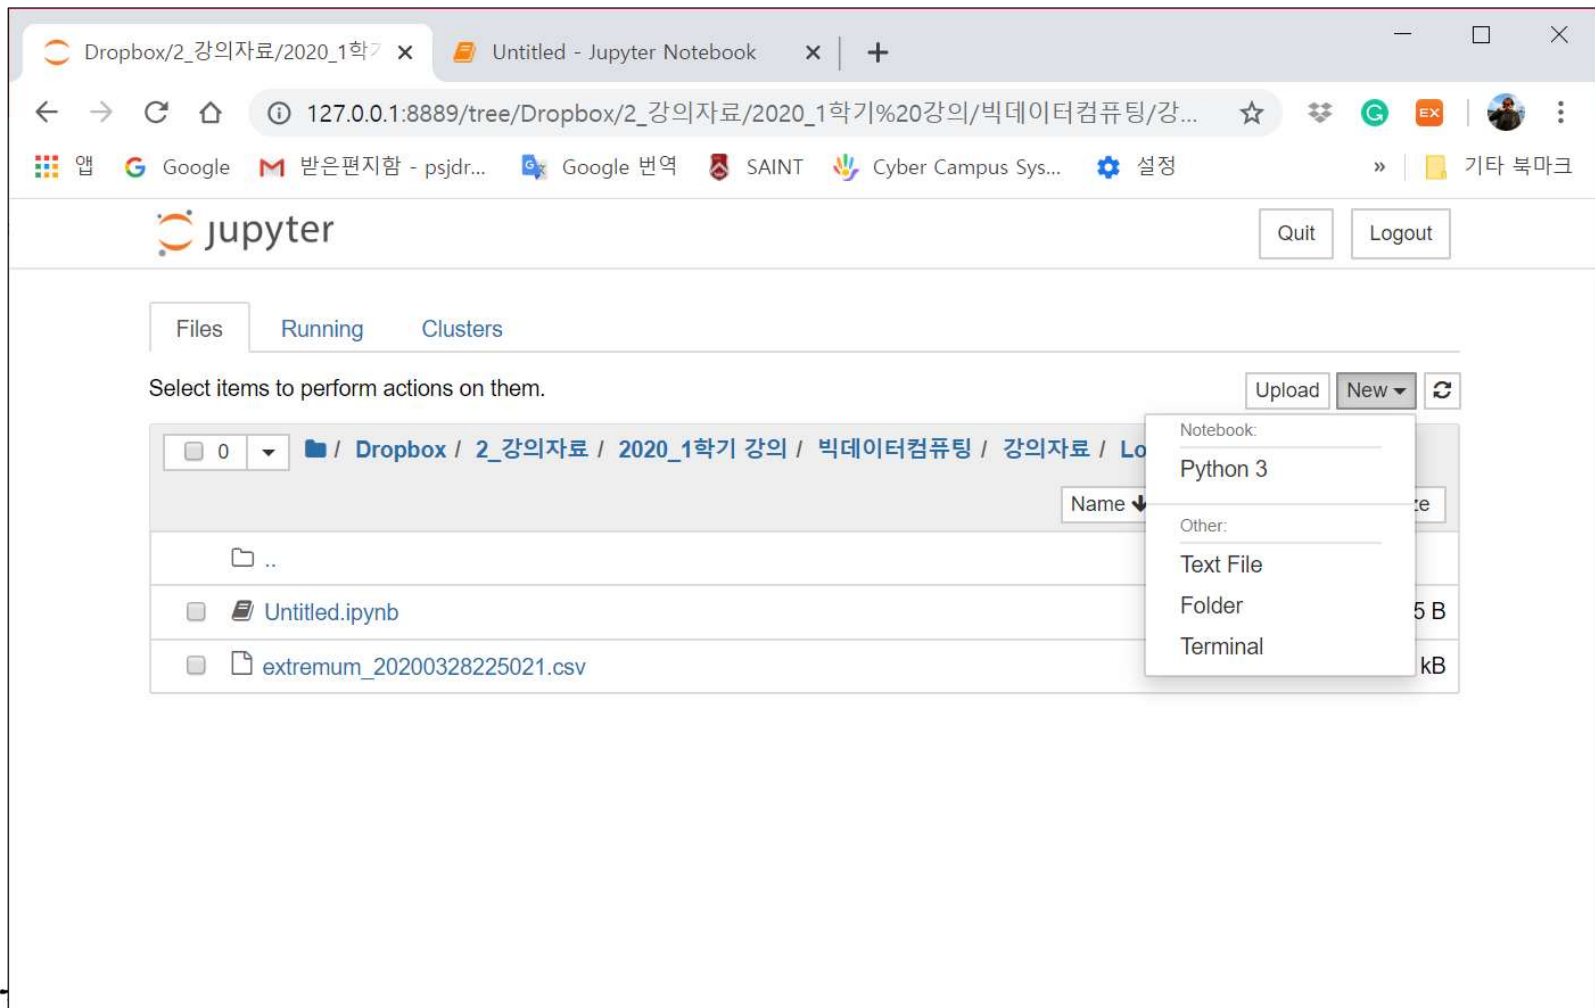 Dropbox/2_강의자료/2020_1학기
Untitled - Jupyter Notebook
127.0.0.1:8889/tree/Dropbox/2_강의자료/2020_1학기%20강의/빅데이터컴퓨팅/강...
앱 Google 받은편지함 - psjdr... Google 번역 SAINT Cyber Campus Sys... 설정 » 기타 북마크
jupyter Quit Logout
Files Running Clusters
Select items to perform actions on them. Upload New
0 / Dropbox / 2_강의자료 / 2020_1학기 강의 / 빅데이터컴퓨팅 / 강의자료 / Lo
Notebook:
Python 3
Name
Other:
..
Text File
Untitled.ipynb
Folder
5 B
Terminal
extremum_20200328225021.csv
kB